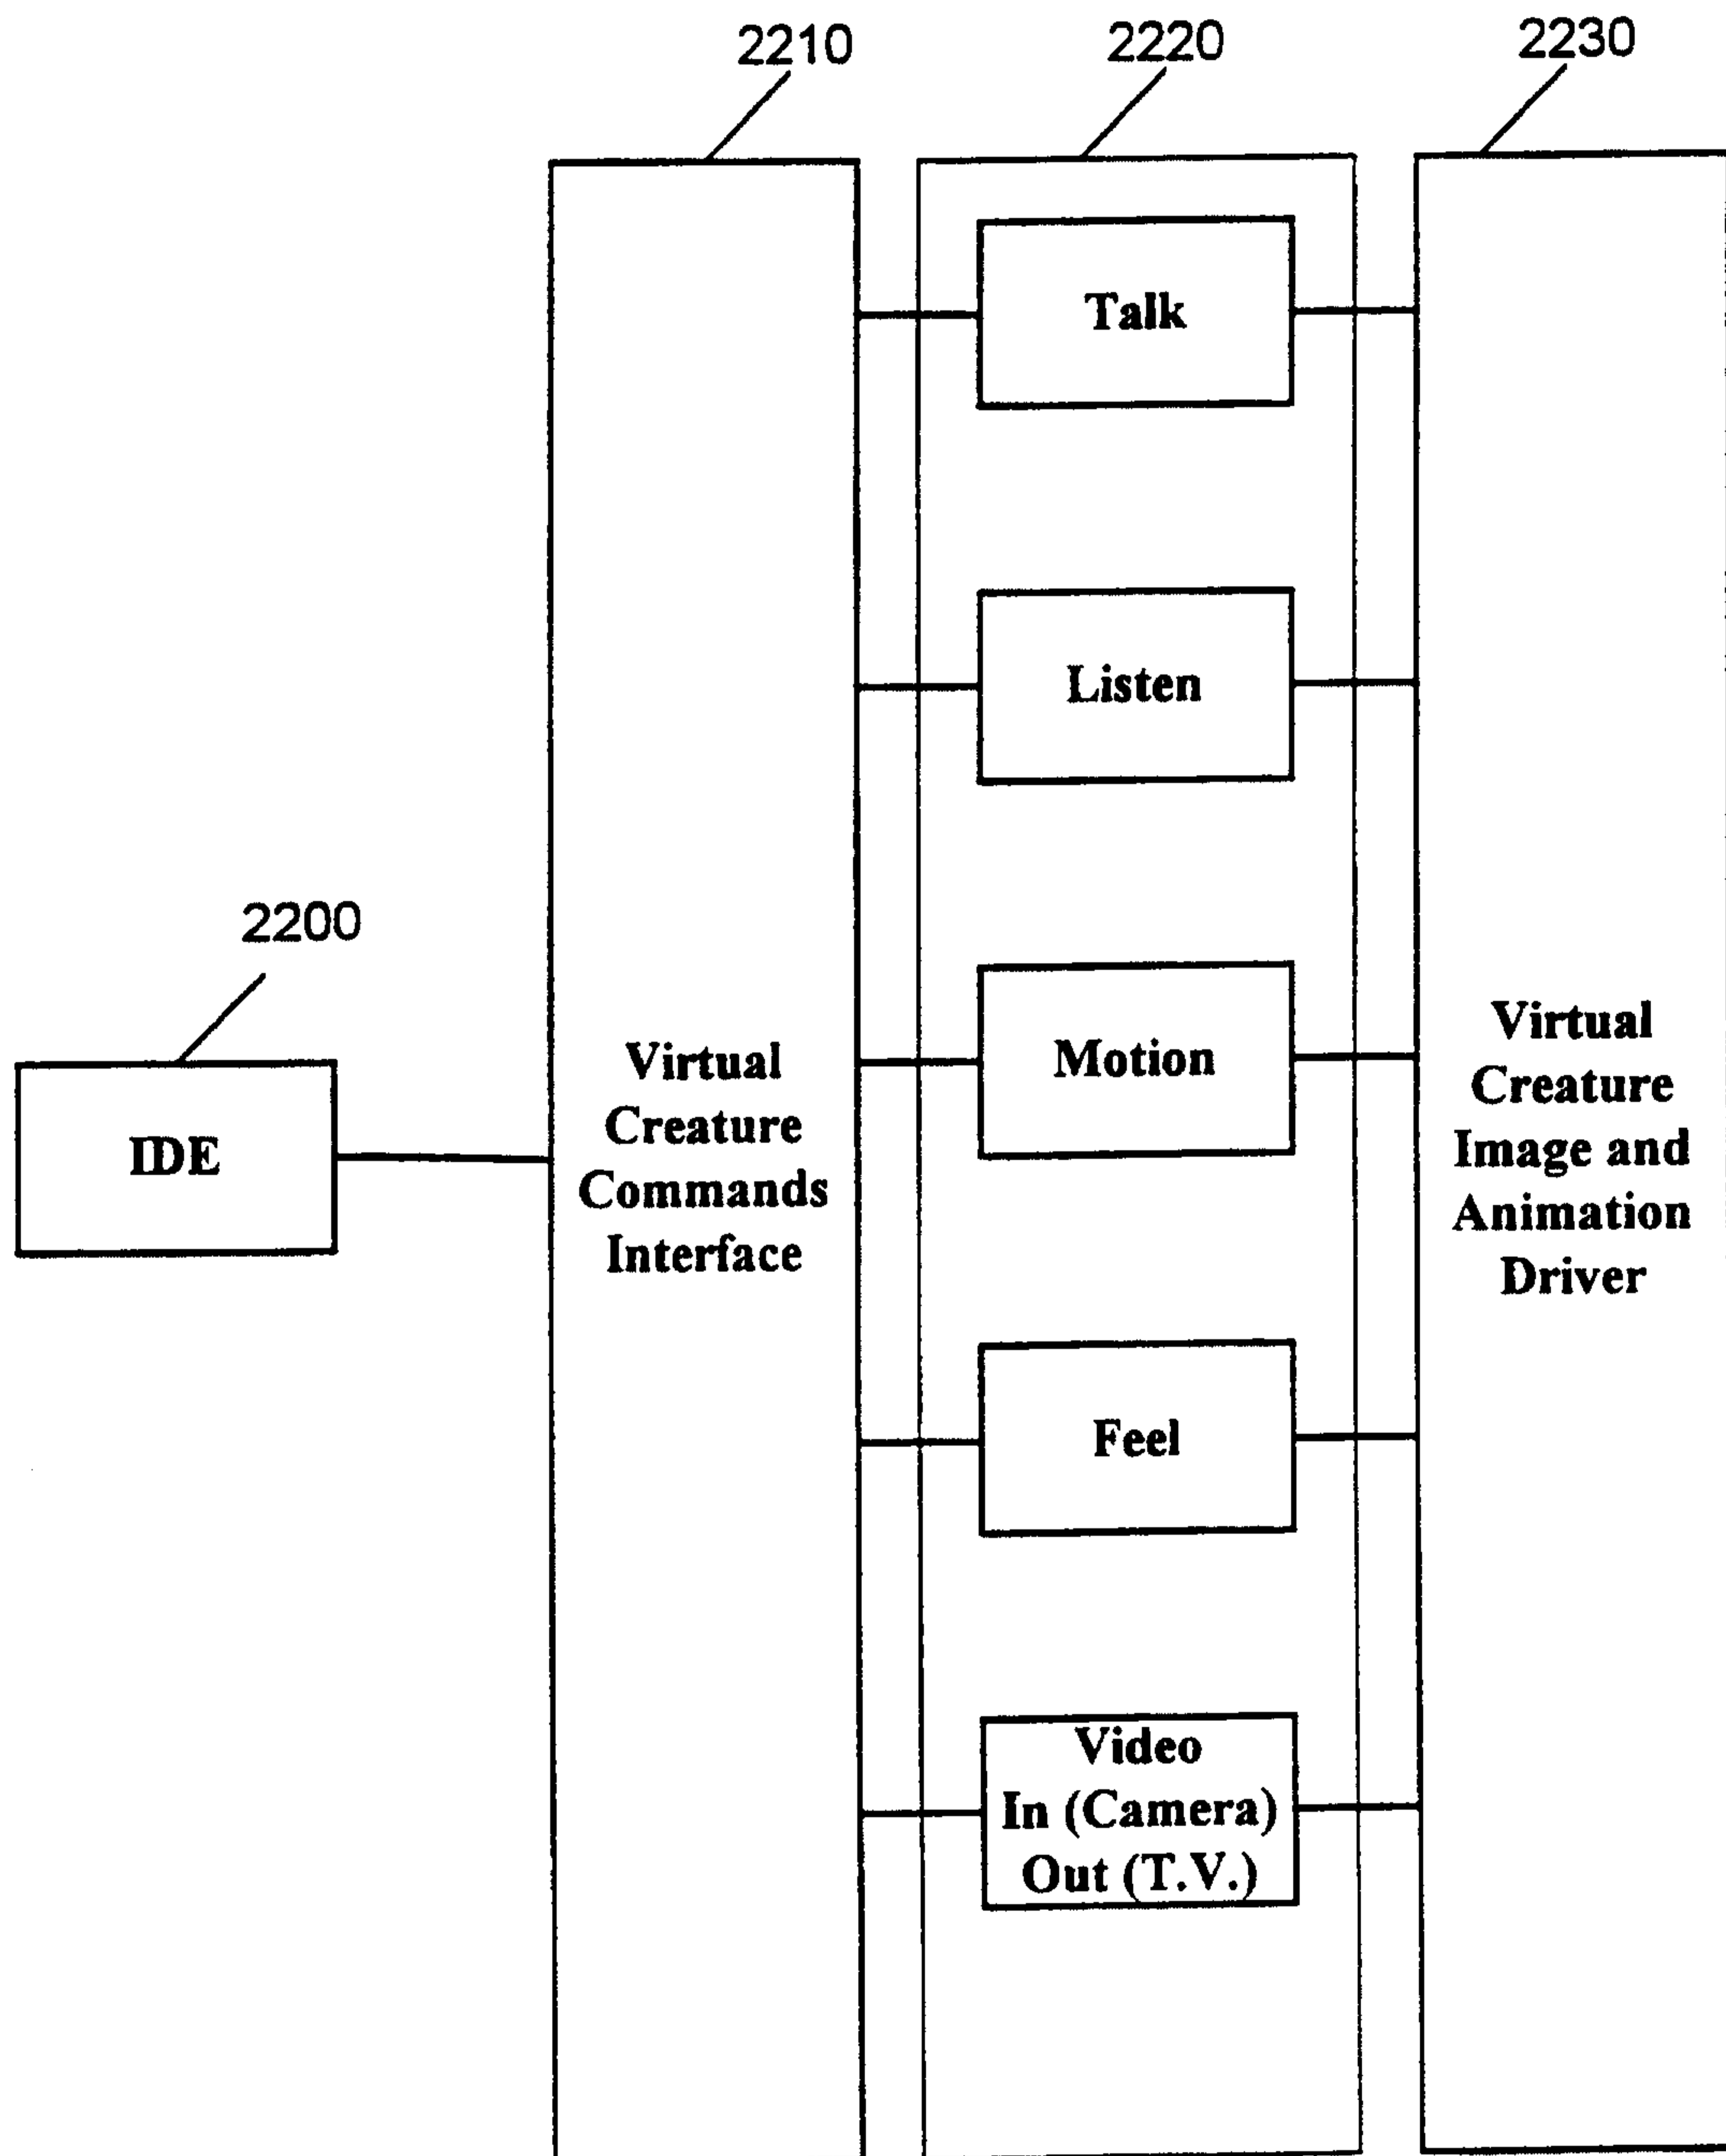 2210
2220
2230
Talk
Listen
2200
IDE
Virtual
Creature
Commands
Interface
Motion
Virtual
Creature
Image and
Animation
Driver
Feel
Video
In (Camera)
Out (T.V.)